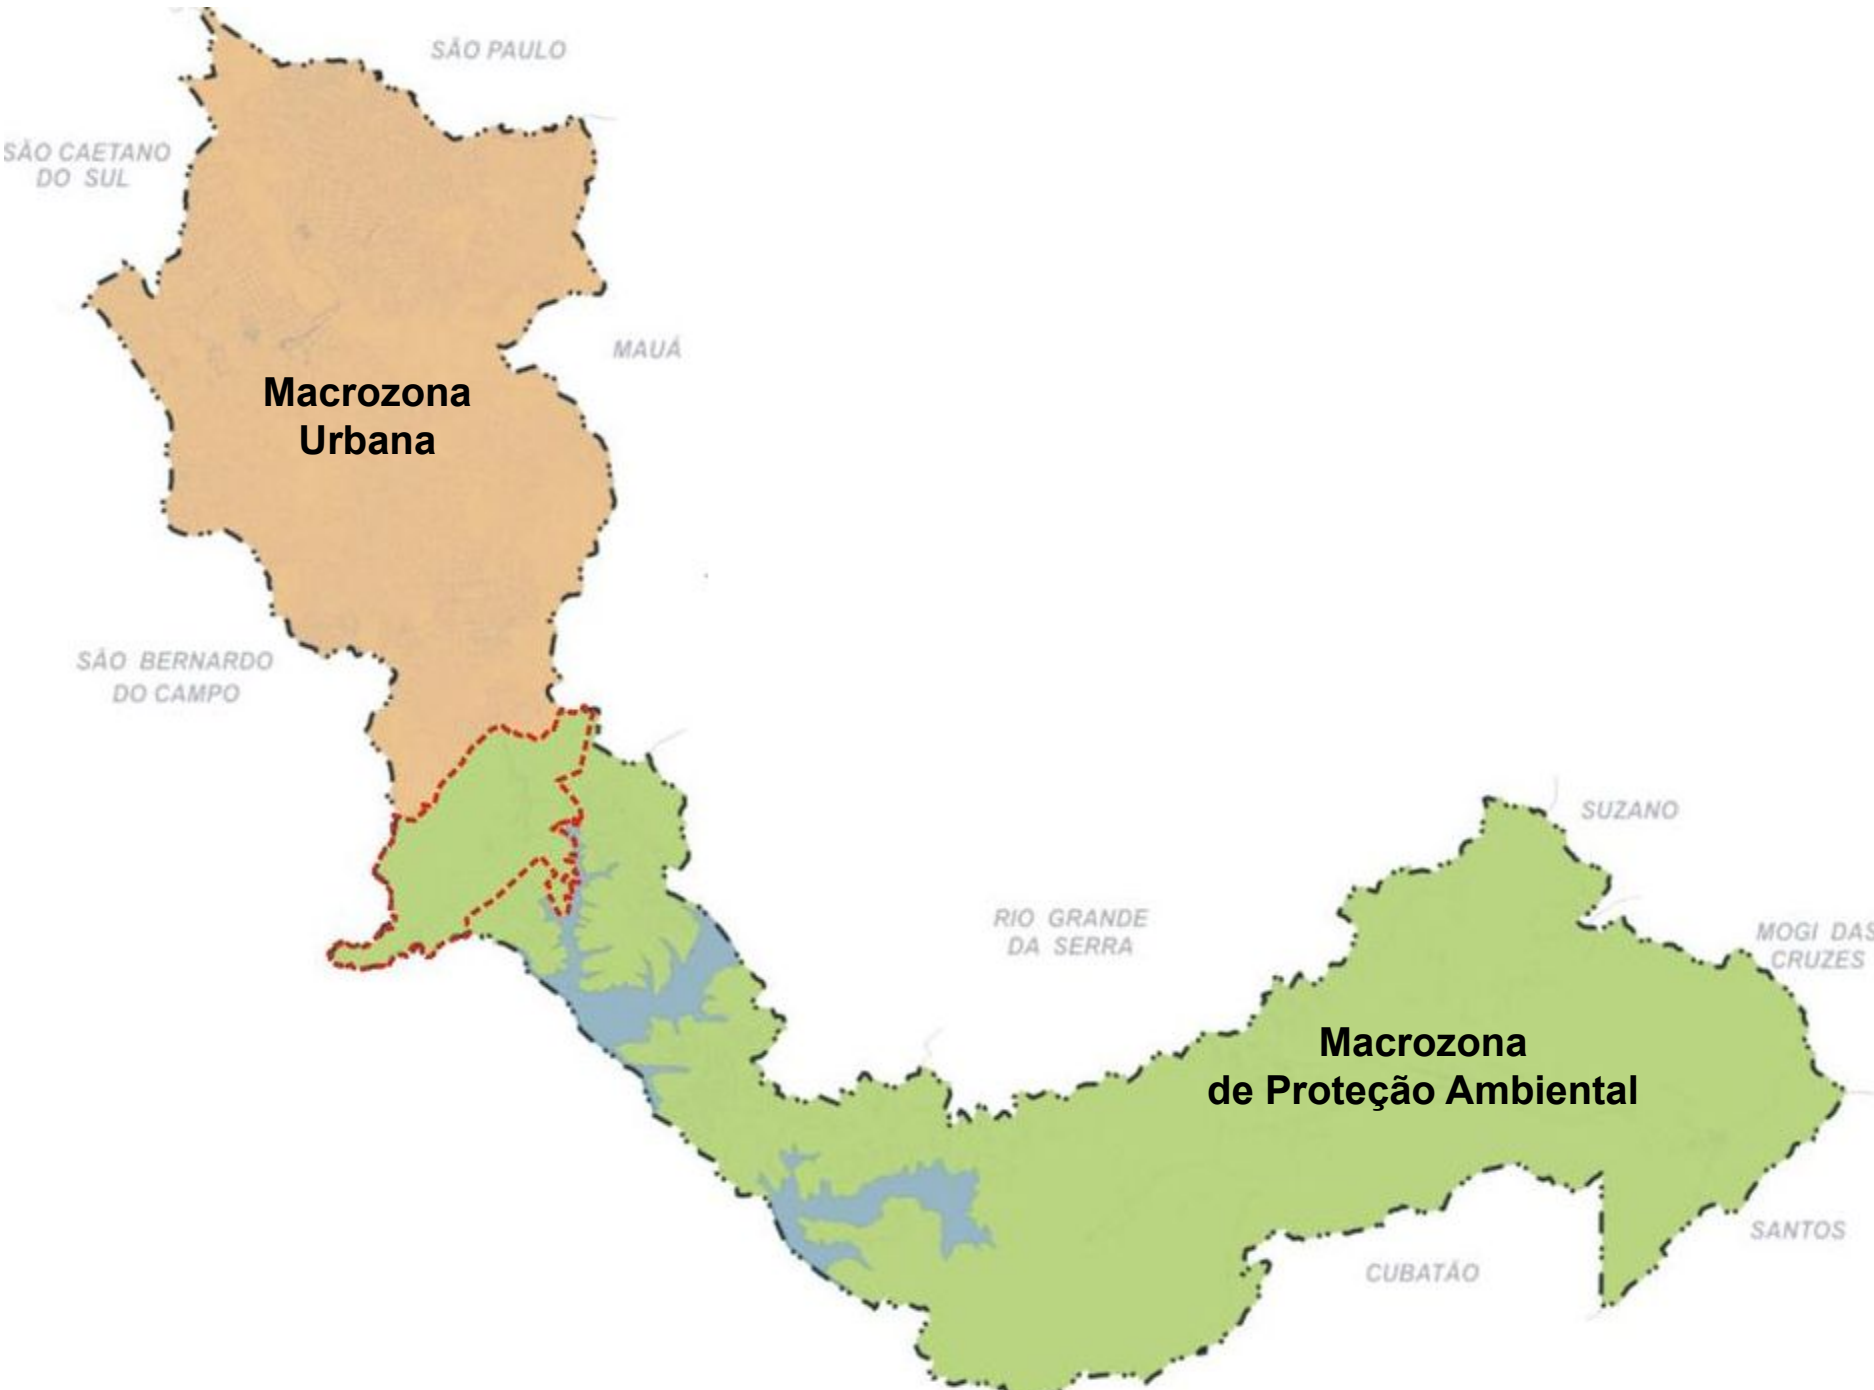 SÃO PAULO
SÃO CAETANO
DO SUL
MAUÁ
Macrozona
Urbana
SÃO BERNARDO
DO CAMPO
SUZANO
RIO GRANDE
DA SERRA
MOGI DAS
CRUZES
Macrozona
de Proteção Ambiental
SANTOS
CUBATÃO